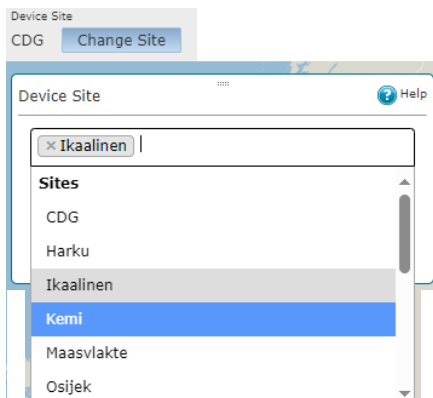 Device Site
CDG Change Site
Device Site ? Help
× Ikaalinen
Sites
CDG
Harku
Ikaalinen
Kemi
Maasvlakte
Osijek